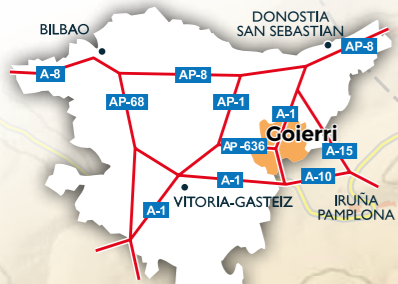 DONOSTIA
SAN SEBASTIAN
BILBAO
AP-8
A-8
AP-8
AP-68
AP-1
A-1
Goierri
AP-636
A-15
A-1
A-10
VITORIA-GASTEIZ
A-1
IRUÑA
PAMPLONA